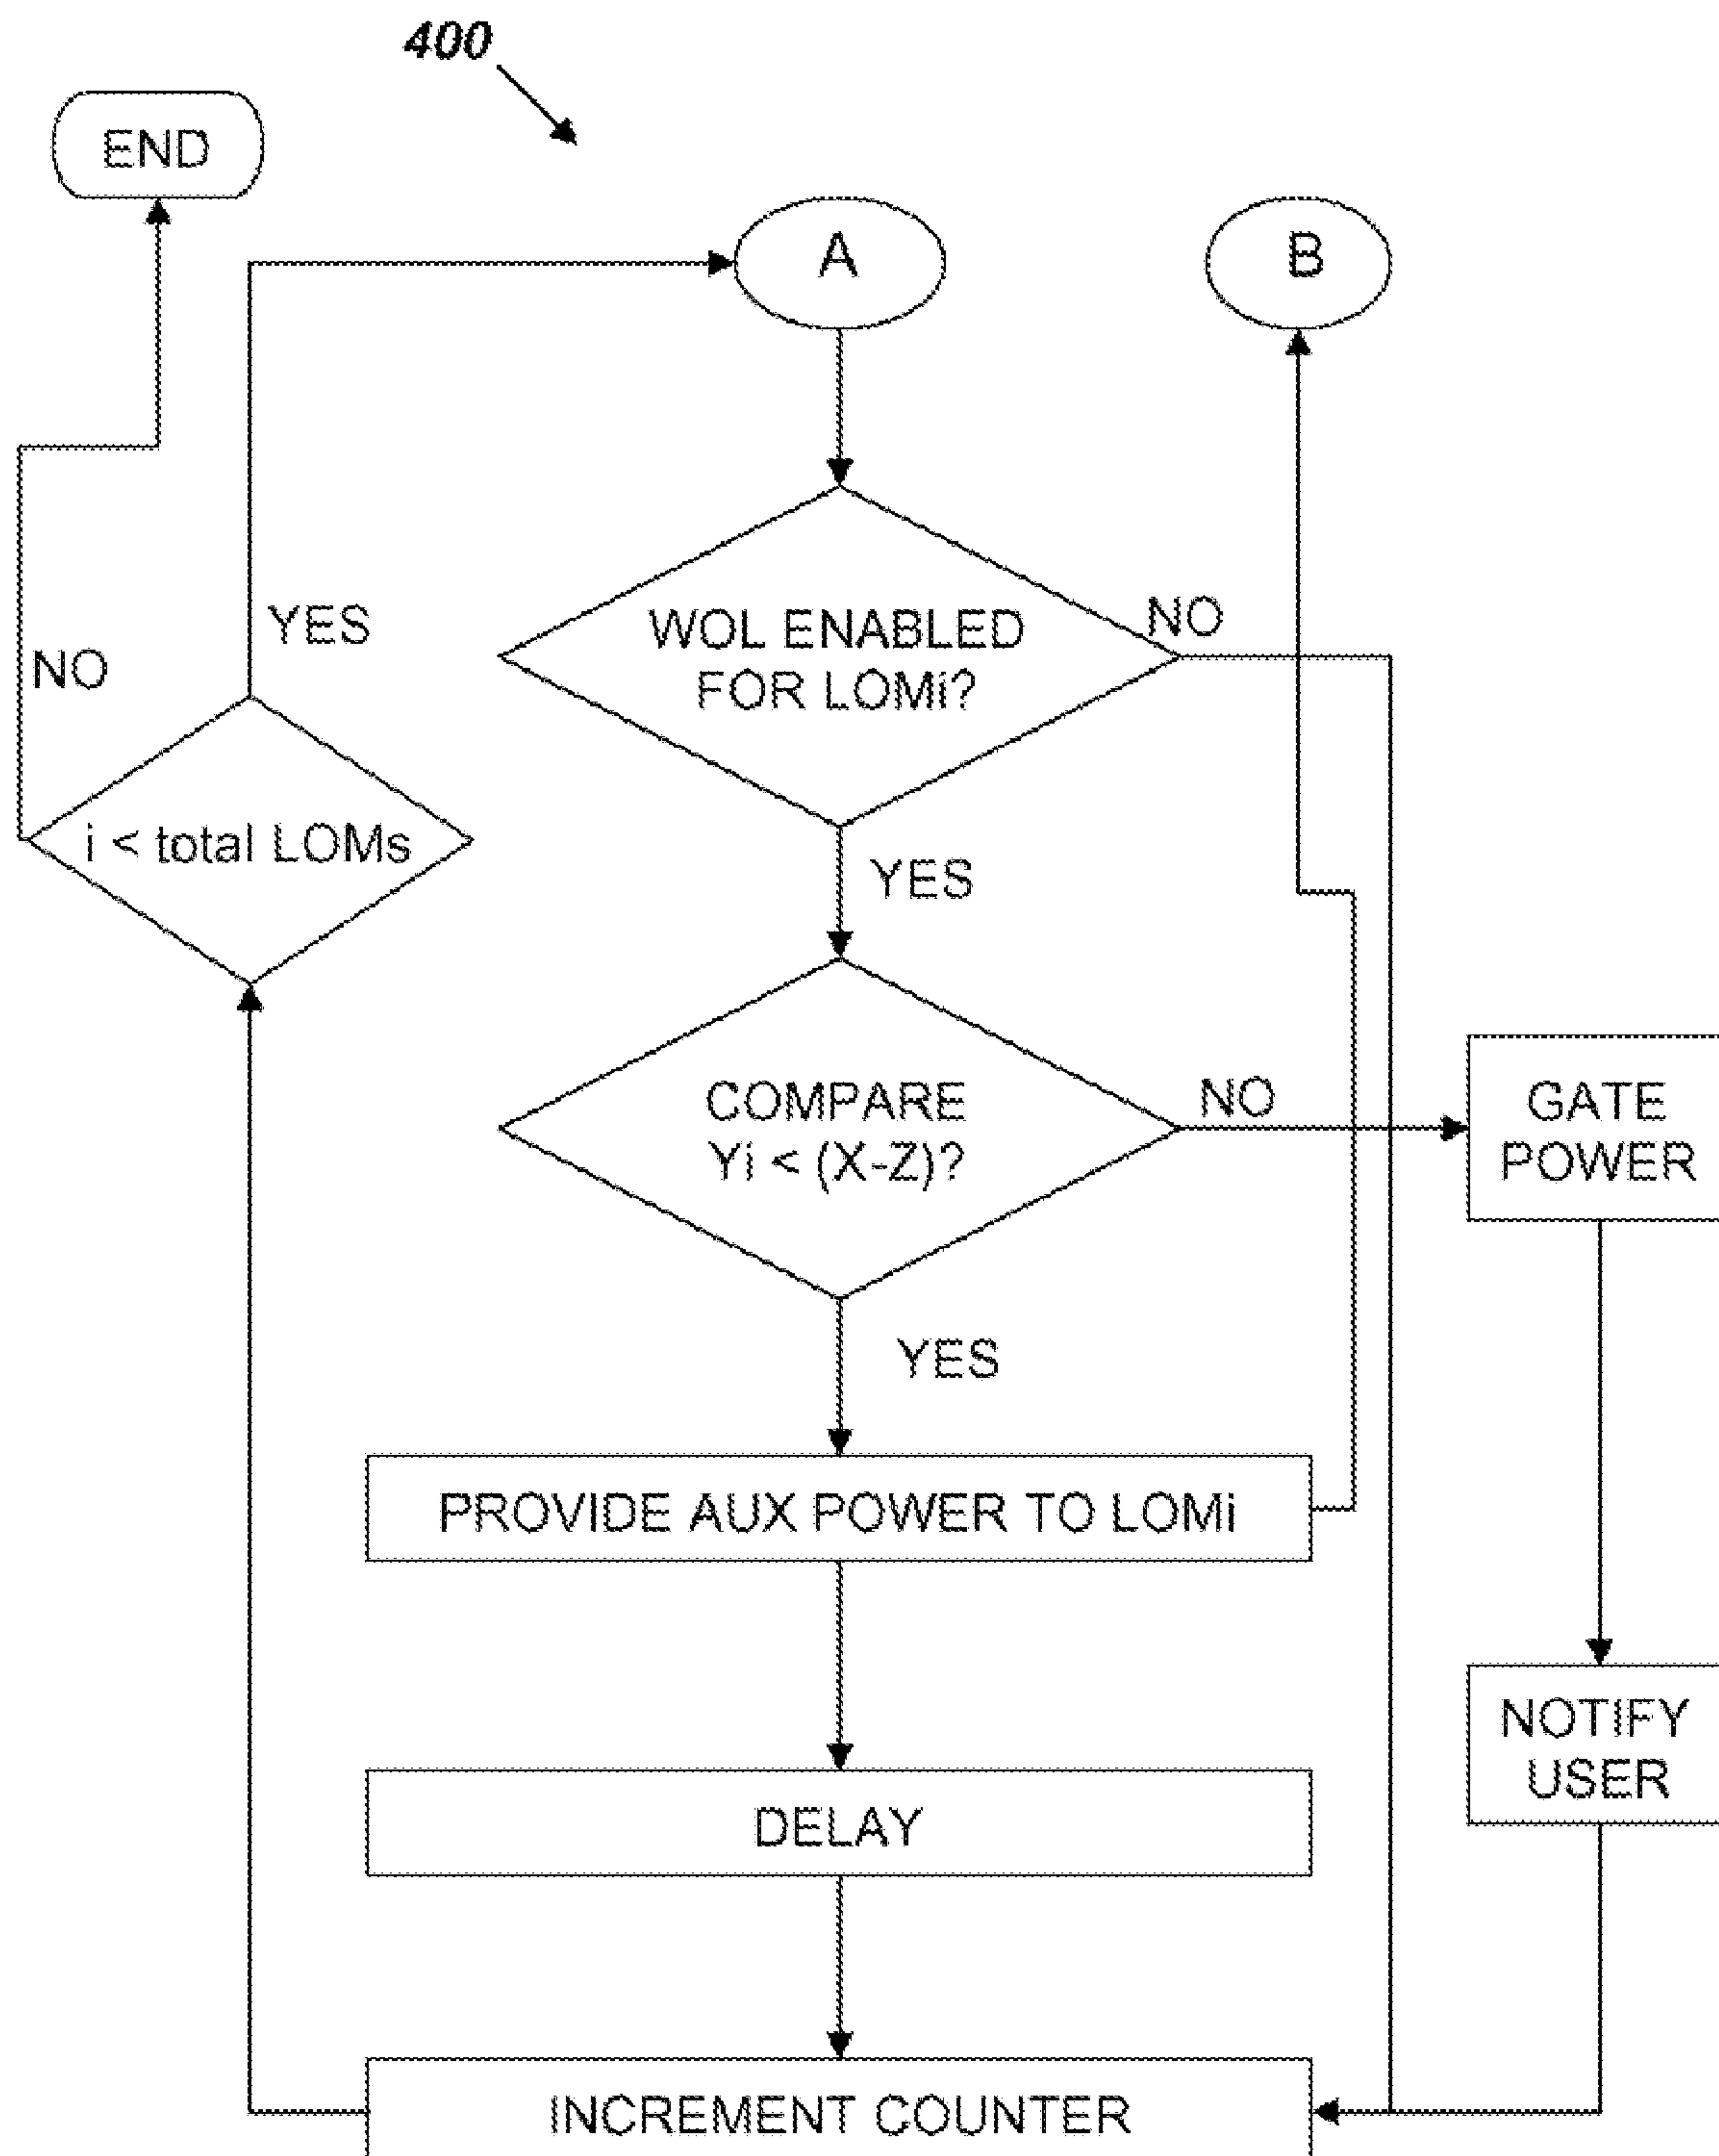 400
END
A
B
WOL ENABLED
FOR LOMi?
NO
YES
NO
i < total LOMs
YES
COMPARE
Yi < (X-Z)?
NO
GATE
POWER
YES
PROVIDE AUX POWER TO LOMi
NOTIFY
USER
DELAY
INCREMENT COUNTER